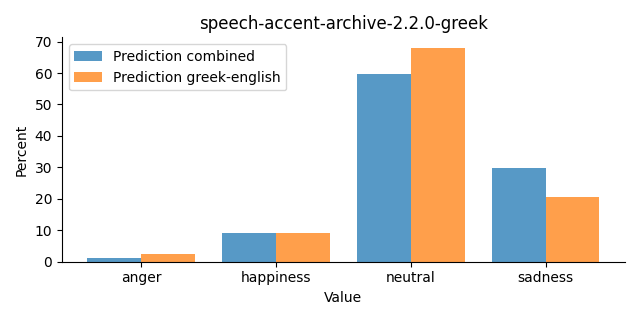 speech-accent-archive-2.2.0-greek
Prediction combined
Prediction greek-english
Percent
70
60
50
40
30
20
10
0
anger happiness neutral sadness
Value